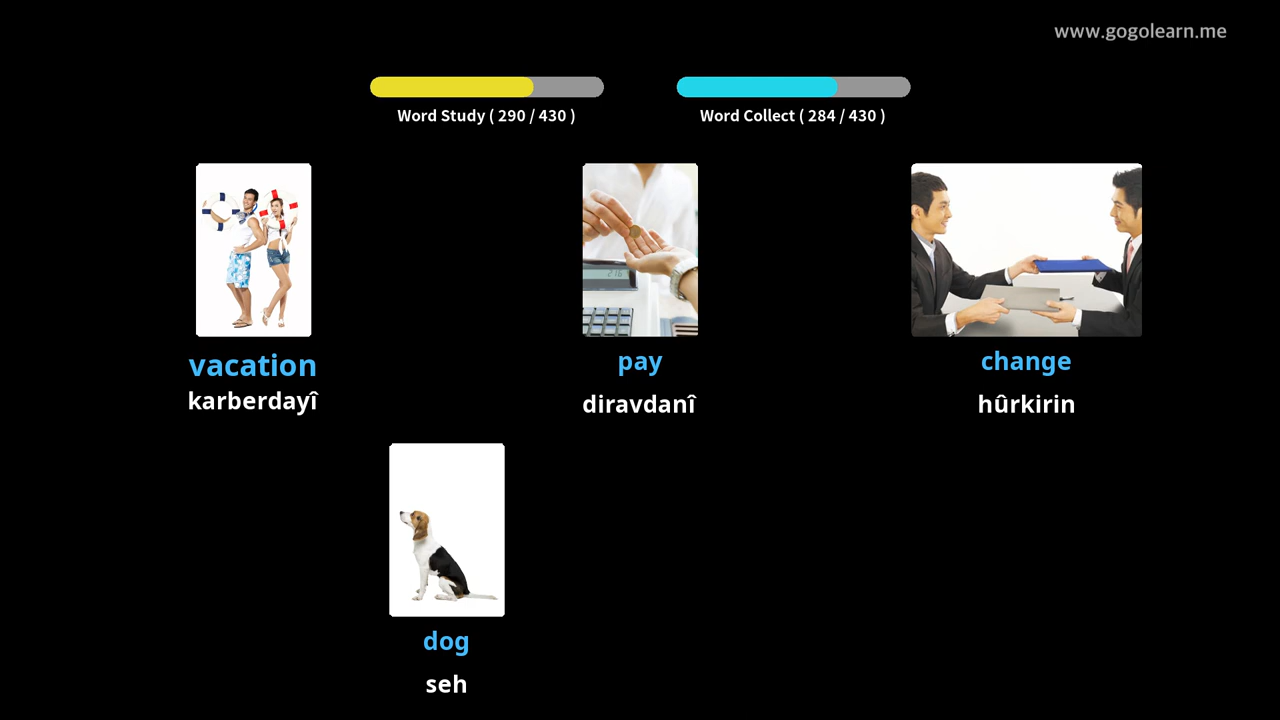 www.gogolearn.me
Word Study ( 290 / 430 )
Word Collect ( 284 / 430 )
vacation
karberdayî
pay
diravdanî
change
hûrkirin
dog
seh